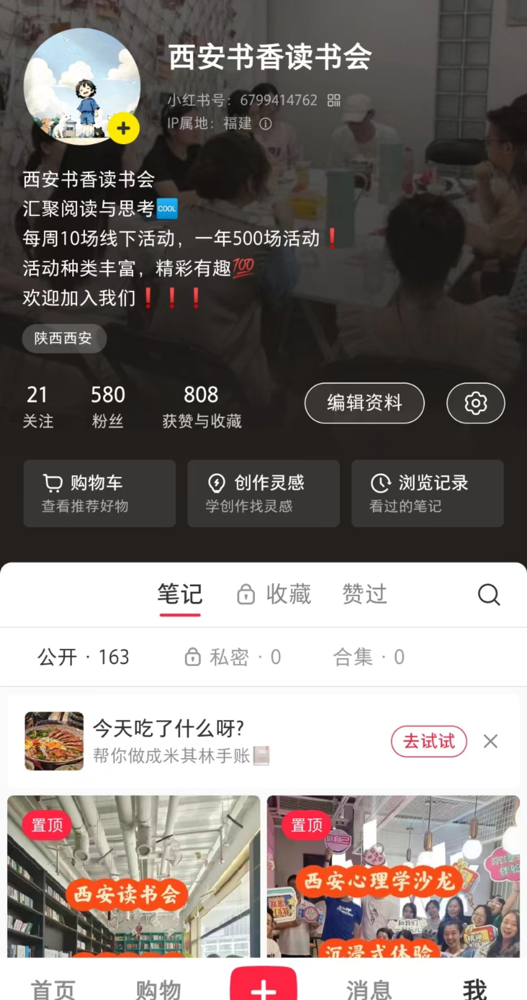 西安书香读书会
小红书号：6799414762
IP属地：福建
西安书香读书会
汇聚阅读与思考COOL
每周10场线下活动，一年500场活动❗
活动种类丰富，精彩有趣💯
欢迎加入我们❗❗❗
陕西西安
21 580 808
关注 粉丝 获赞与收藏
编辑资料
购物车 创作灵感 浏览记录
查看推荐好物 学创作找灵感 看过的笔记
笔记 收藏 赞过
公开 · 163 私密 · 0 合集 · 0
今天吃了什么呀?
帮你做成米其林手账
去试试
置顶
西安读书会
置顶
做自己
西安心理学沙龙
沉浸式体验
首页 购物 消息 我